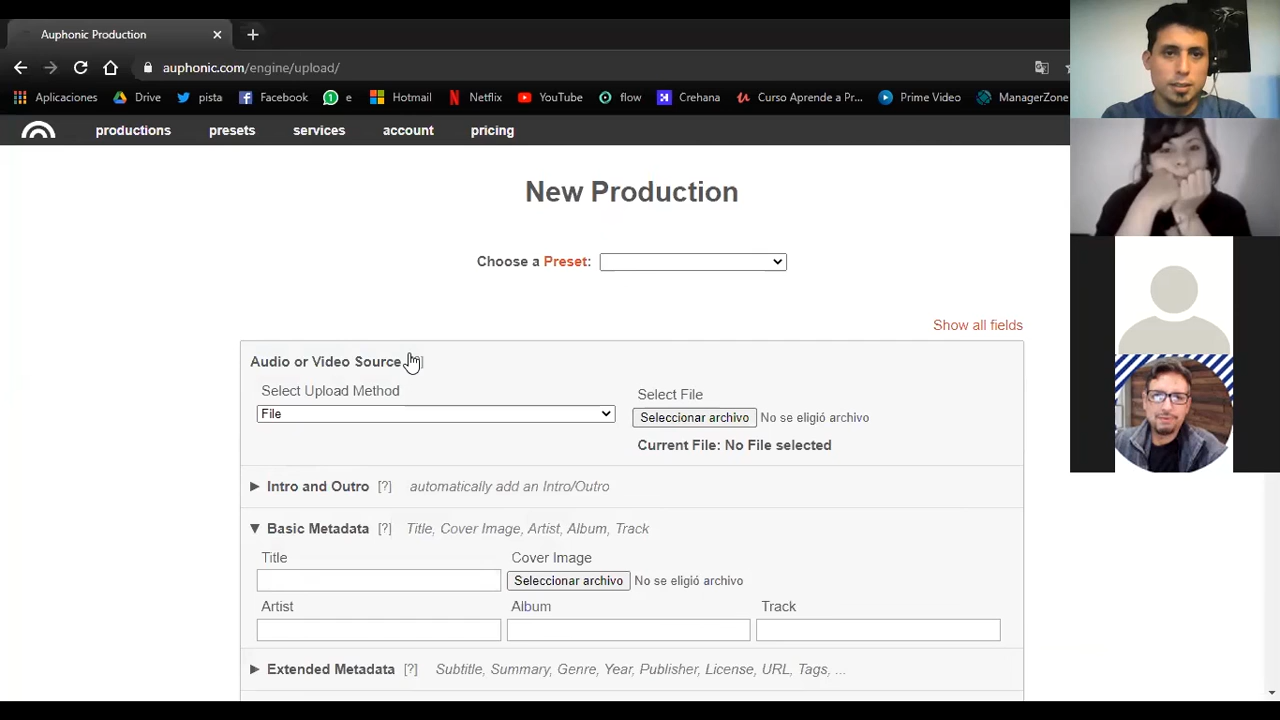 Auphonic Production
auphonic.com/engine/upload/
Aplicaciones Drive pista Facebook e Hotmail Netflix YouTube flow Crehana Curso Aprende a Pr... Prime Video ManagerZone
productions presets services account pricing
New Production
Choose a Preset:
Show all fields
Audio or Video Source
Select Upload Method
File
Select File
Seleccionar archivo No se eligió archivo
Current File: No File selected
Intro and Outro [?] automatically add an Intro/Outro
Basic Metadata [?] Title, Cover Image, Artist, Album, Track
Title Cover Image
Seleccionar archivo No se eligió archivo
Artist Album Track
Extended Metadata [?] Subtitle, Summary, Genre, Year, Publisher, License, URL, Tags, ...